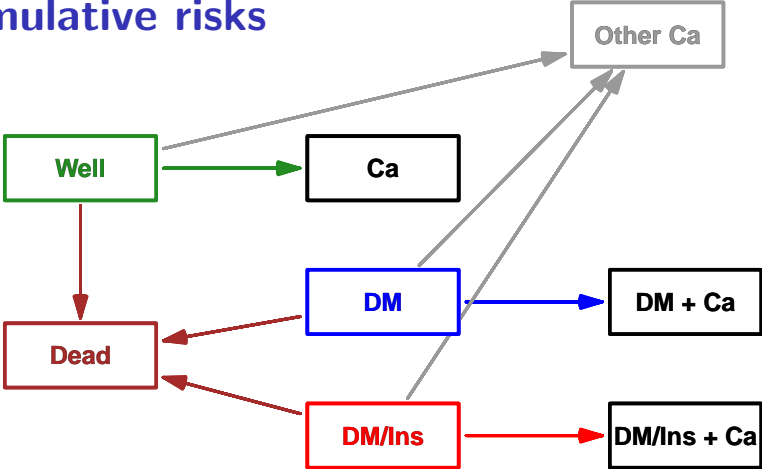 mulative risks
Other Ca
Well
Ca
DM
DM + Ca
Dead
DM/Ins
DM/Ins + Ca